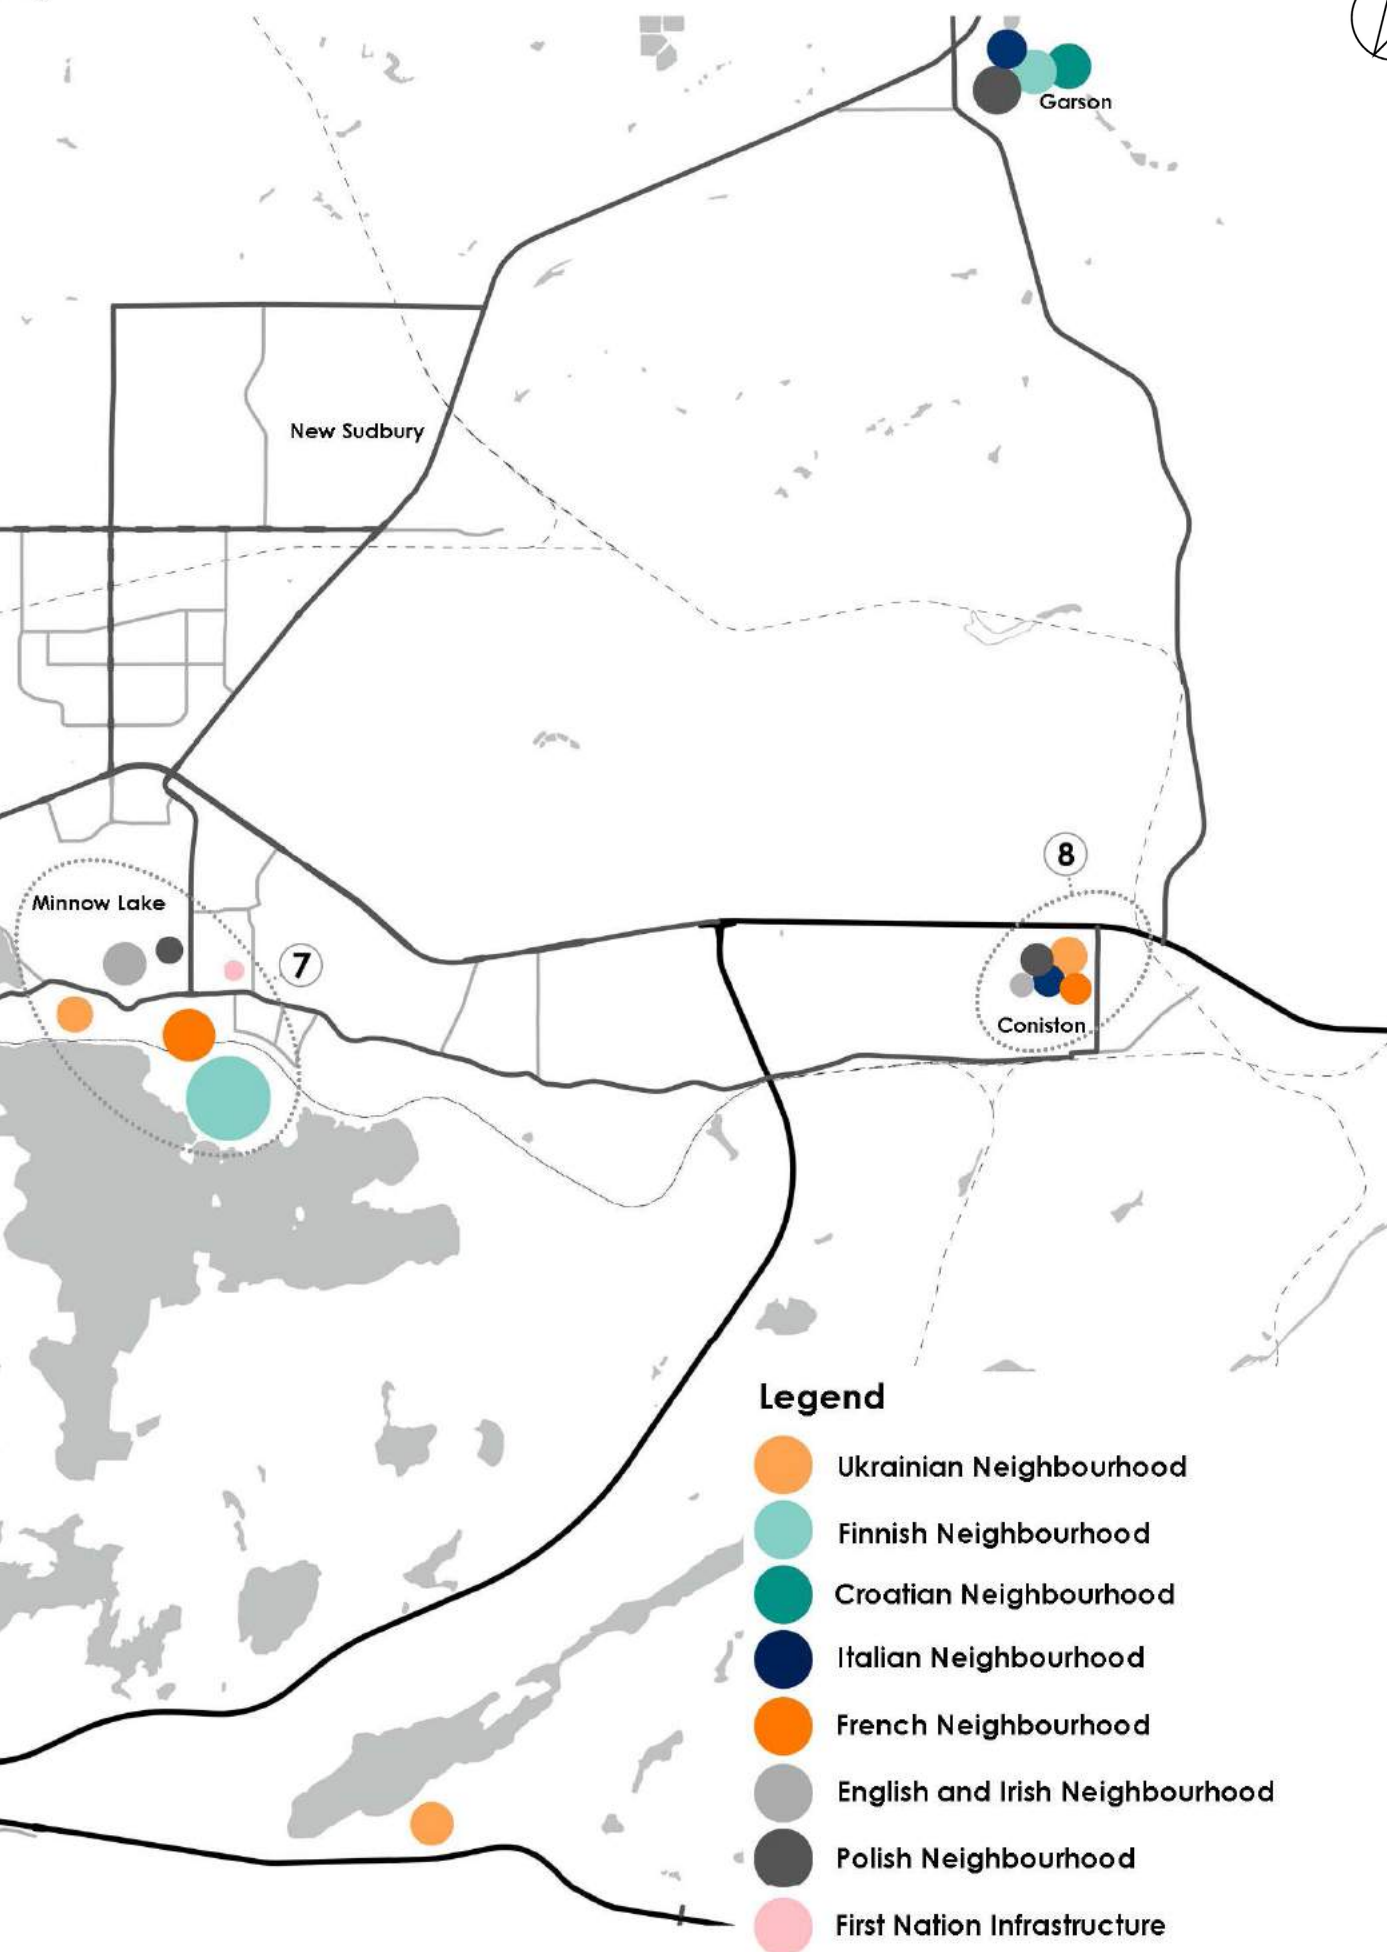 Garson
New Sudbury
8
Minnow Lake
7
Coniston
Legend
Ukrainian Neighbourhood
Finnish Neighbourhood
Croatian Neighbourhood
Italian Neighbourhood
French Neighbourhood
English and Irish Neighbourhood
Polish Neighbourhood
First Nation Infrastructure